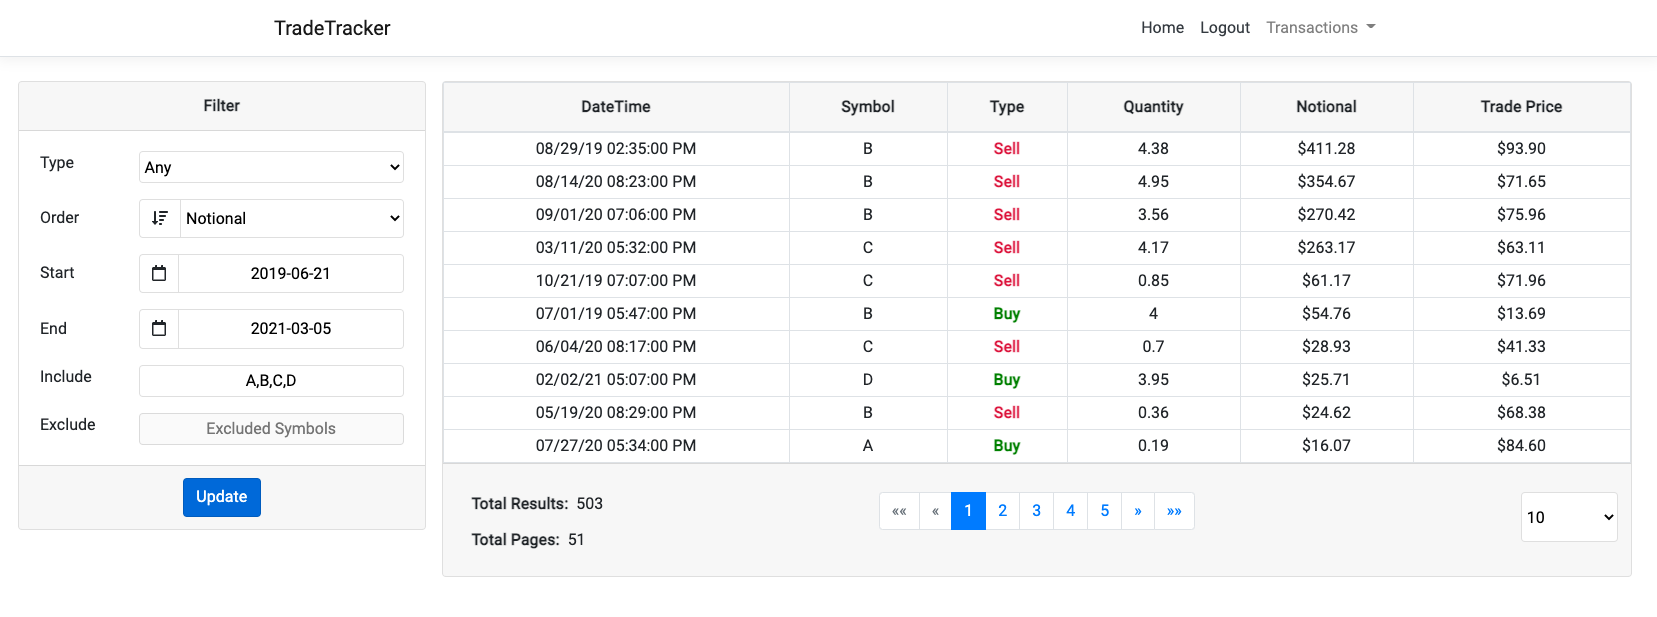 TradeTracker
Home Logout Transactions
Filter
Type Any
Order Notional
Start 2019-06-21
End 2021-03-05
Include A,B,C,D
Exclude Excluded Symbols
Update
DateTime Symbol Type Quantity Notional Trade Price
08/29/19 02:35:00 PM B Sell 4.38 $411.28 $93.90
08/14/20 08:23:00 PM B Sell 4.95 $354.67 $71.65
09/01/20 07:06:00 PM B Sell 3.56 $270.42 $75.96
03/11/20 05:32:00 PM C Sell 4.17 $263.17 $63.11
10/21/19 07:07:00 PM C Sell 0.85 $61.17 $71.96
07/01/19 05:47:00 PM B Buy 4 $54.76 $13.69
06/04/20 08:17:00 PM C Sell 0.7 $28.93 $41.33
02/02/21 05:07:00 PM D Buy 3.95 $25.71 $6.51
05/19/20 08:29:00 PM B Sell 0.36 $24.62 $68.38
07/27/20 05:34:00 PM A Buy 0.19 $16.07 $84.60
Total Results: 503
Total Pages: 51
«« « 1 2 3 4 5 » »»
10